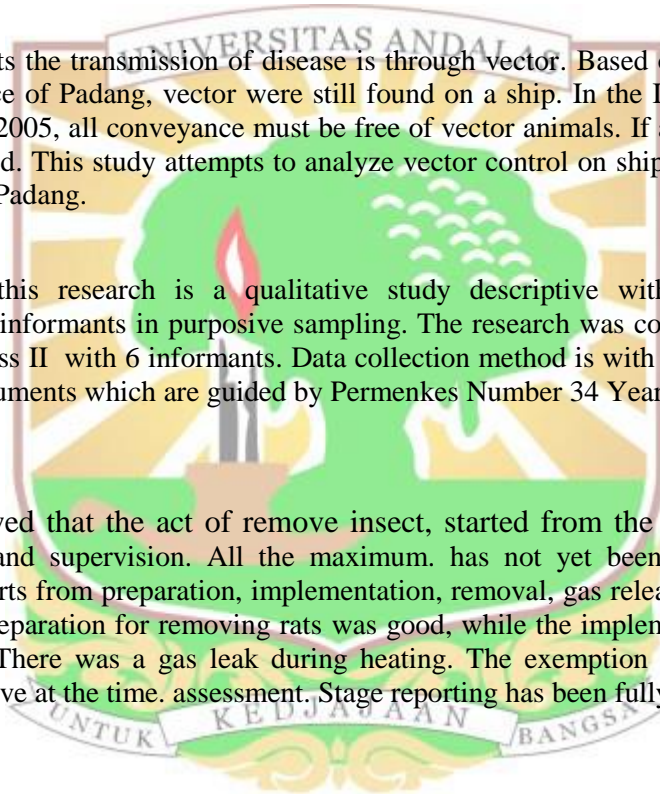 UNIVERSITAS ANDALAS
ts the transmission of disease is through vector. Based
ce of Padang, vector were still found on a ship. In the
2005, all conveyance must be free of vector animals. If
d. This study attempts to analyze vector control on ship
Padang.
this research is a qualitative study descriptive with
informants in purposive sampling. The research was co
ss II with 6 informants. Data collection method is with
uments which are guided by Permenkes Number 34 Year
ved that the act of remove insect, started from the
and supervision. All the maximum. has not yet been
rts from preparation, implementation, removal, gas relea
eparation for removing rats was good, while the implen
There was a gas leak during heating. The exemption
ve at the time. assessment. Stage reporting has been fully
UNTUK KEDJAJAAN BANGSA